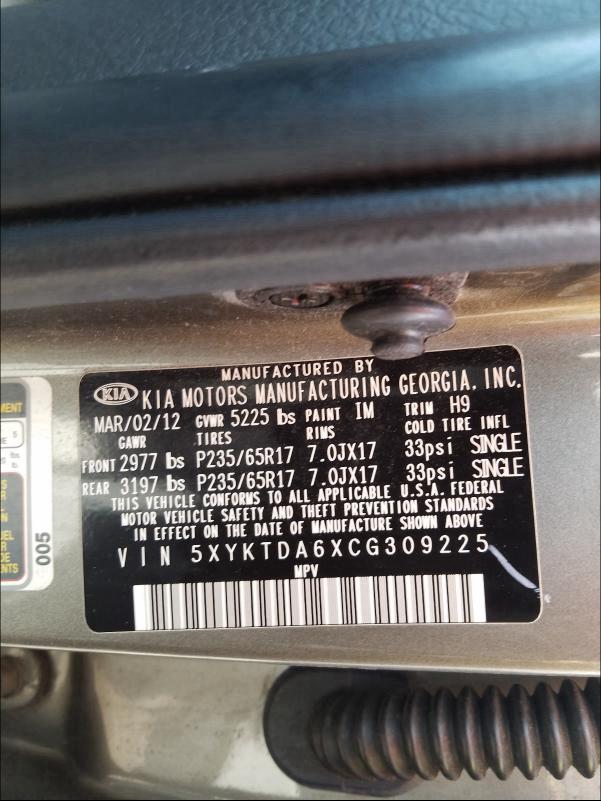 MANUFACTURED BY
KIA KIA MOTORS MANUFACTURING GEORGIA, INC.
MAR/02/12 GVWR 5225 lbs PAINT IM TRIM H9
GAWR TIRES RIMS COLD TIRE INFL
FRONT 2977 lbs P235/65R17 7.0JX17 33psi SINGLE
REAR 3197 lbs P235/65R17 7.0JX17 33psi SINGLE
THIS VEHICLE CONFORMS TO ALL APPLICABLE U.S.A. FEDERAL
MOTOR VEHICLE SAFETY AND THEFT PREVENTION STANDARDS
IN EFFECT ON THE DATE OF MANUFACTURE SHOWN ABOVE
VIN 5XYKTDA6XCG309225
MPV
005